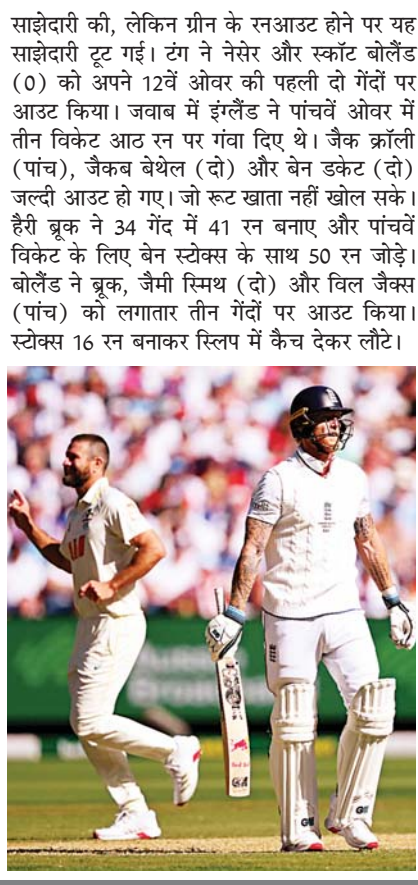 साझेदारी की, लेकिन ग्रीन के रनआउट होने पर यह
साझेदारी टूट गई। टंग ने नेसेर और स्कॉट बोलैंड
(0) को अपने 12वें ओवर की पहली दो गेंदों पर
आउट किया। जवाब में इंग्लैंड ने पांचवें ओवर में
तीन विकेट आठ रन पर गंवा दिए थे। जैक क्रॉली
(पांच), जैकब बेथेल (दो) और बेन डकेट (दो)
जल्दी आउट हो गए। जो रूट खाता नहीं खोल सके।
हैरी ब्रूक ने 34 गेंद में 41 रन बनाए और पांचवें
विकेट के लिए बेन स्टोक्स के साथ 50 रन जोड़े।
बोलैंड ने ब्रूक, जैमी स्मिथ (दो) और विल जैक्स
(पांच) को लगातार तीन गेंदों पर आउट किया।
स्टोक्स 16 रन बनाकर स्लिप में कैच देकर लौटे।